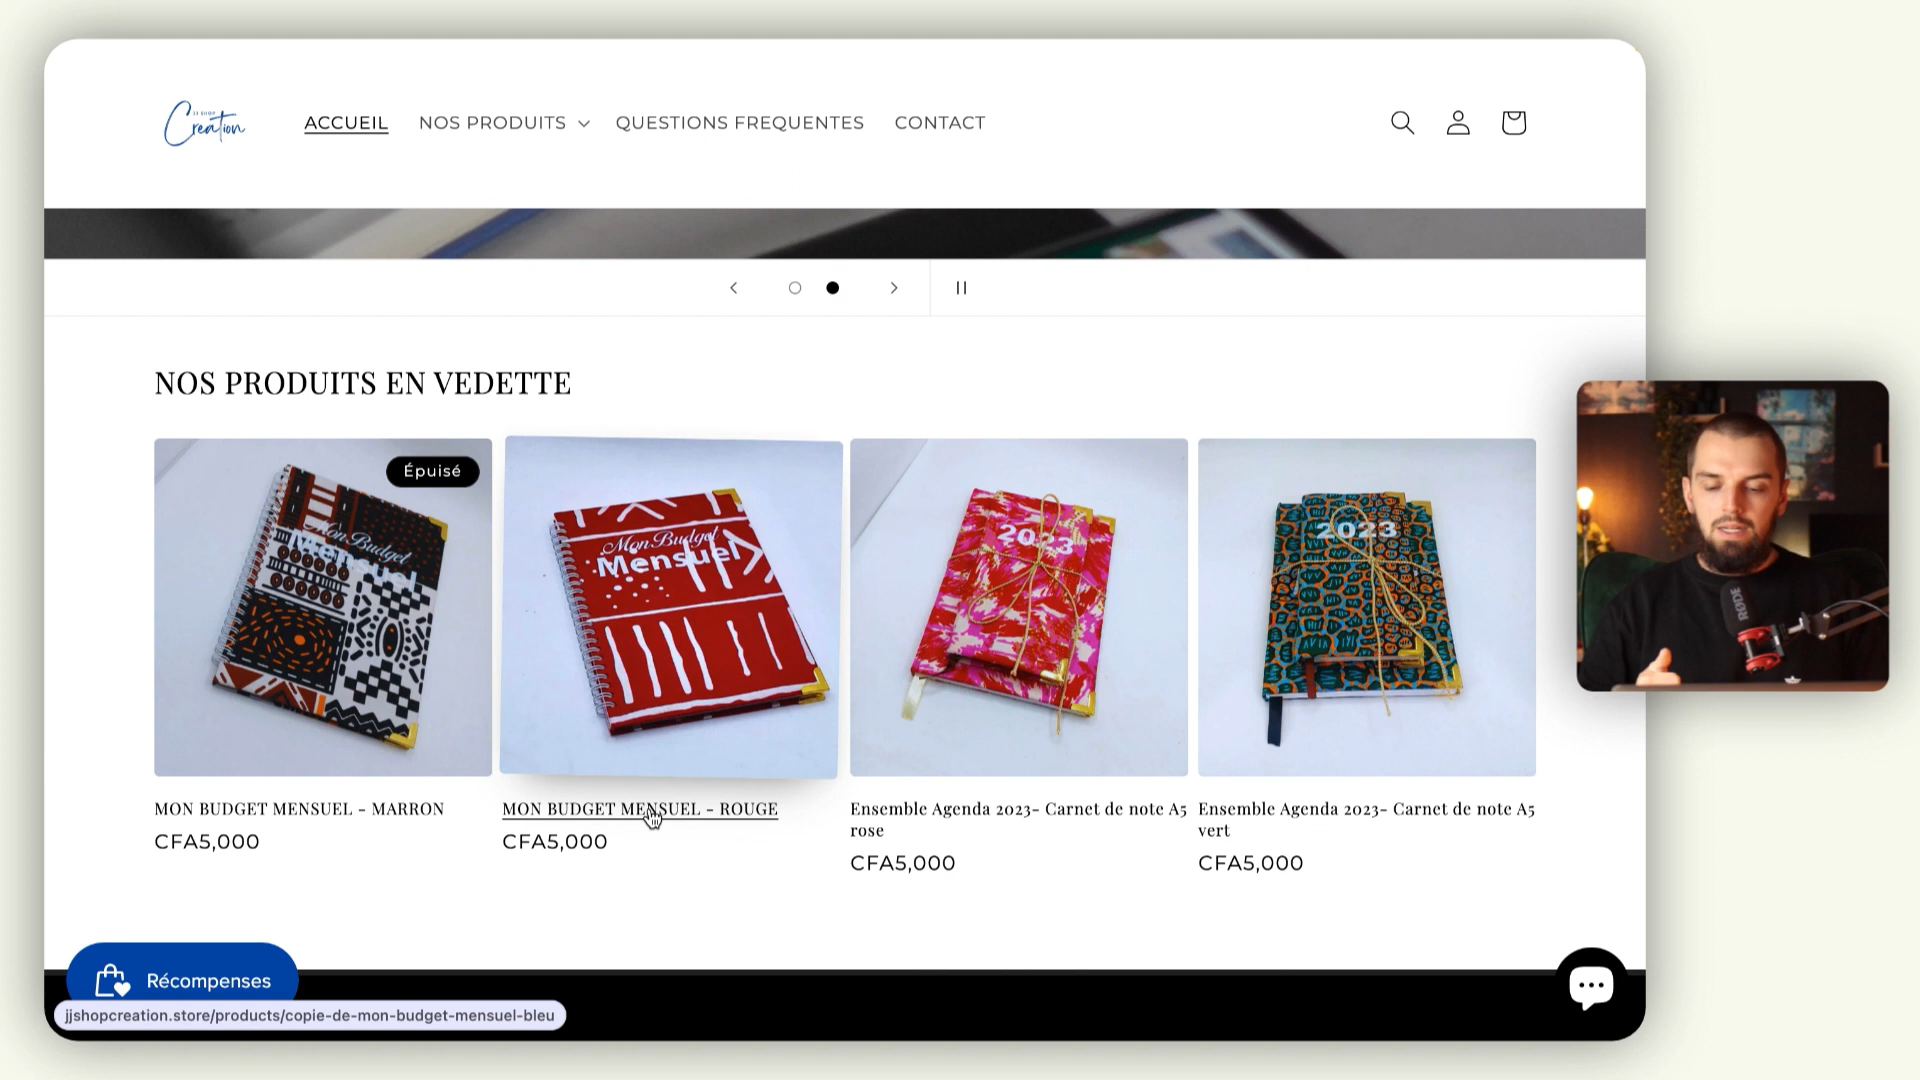 JJ SHOP
Creation
ACCUEIL
NOS PRODUITS
QUESTIONS FREQUENTES
CONTACT
NOS PRODUITS EN VEDETTE
Épuisé
Mon Budget
Mensuel
Mon Budget
Mensuel
2023
2023
MON BUDGET MENSUEL - MARRON
CFA5,000
MON BUDGET MENSUEL - ROUGE
CFA5,000
Ensemble Agenda 2023- Carnet de note A5
rose
CFA5,000
Ensemble Agenda 2023- Carnet de note A5
vert
CFA5,000
RØDE
Récompenses
jjshopcreation.store/products/copie-de-mon-budget-mensuel-bleu